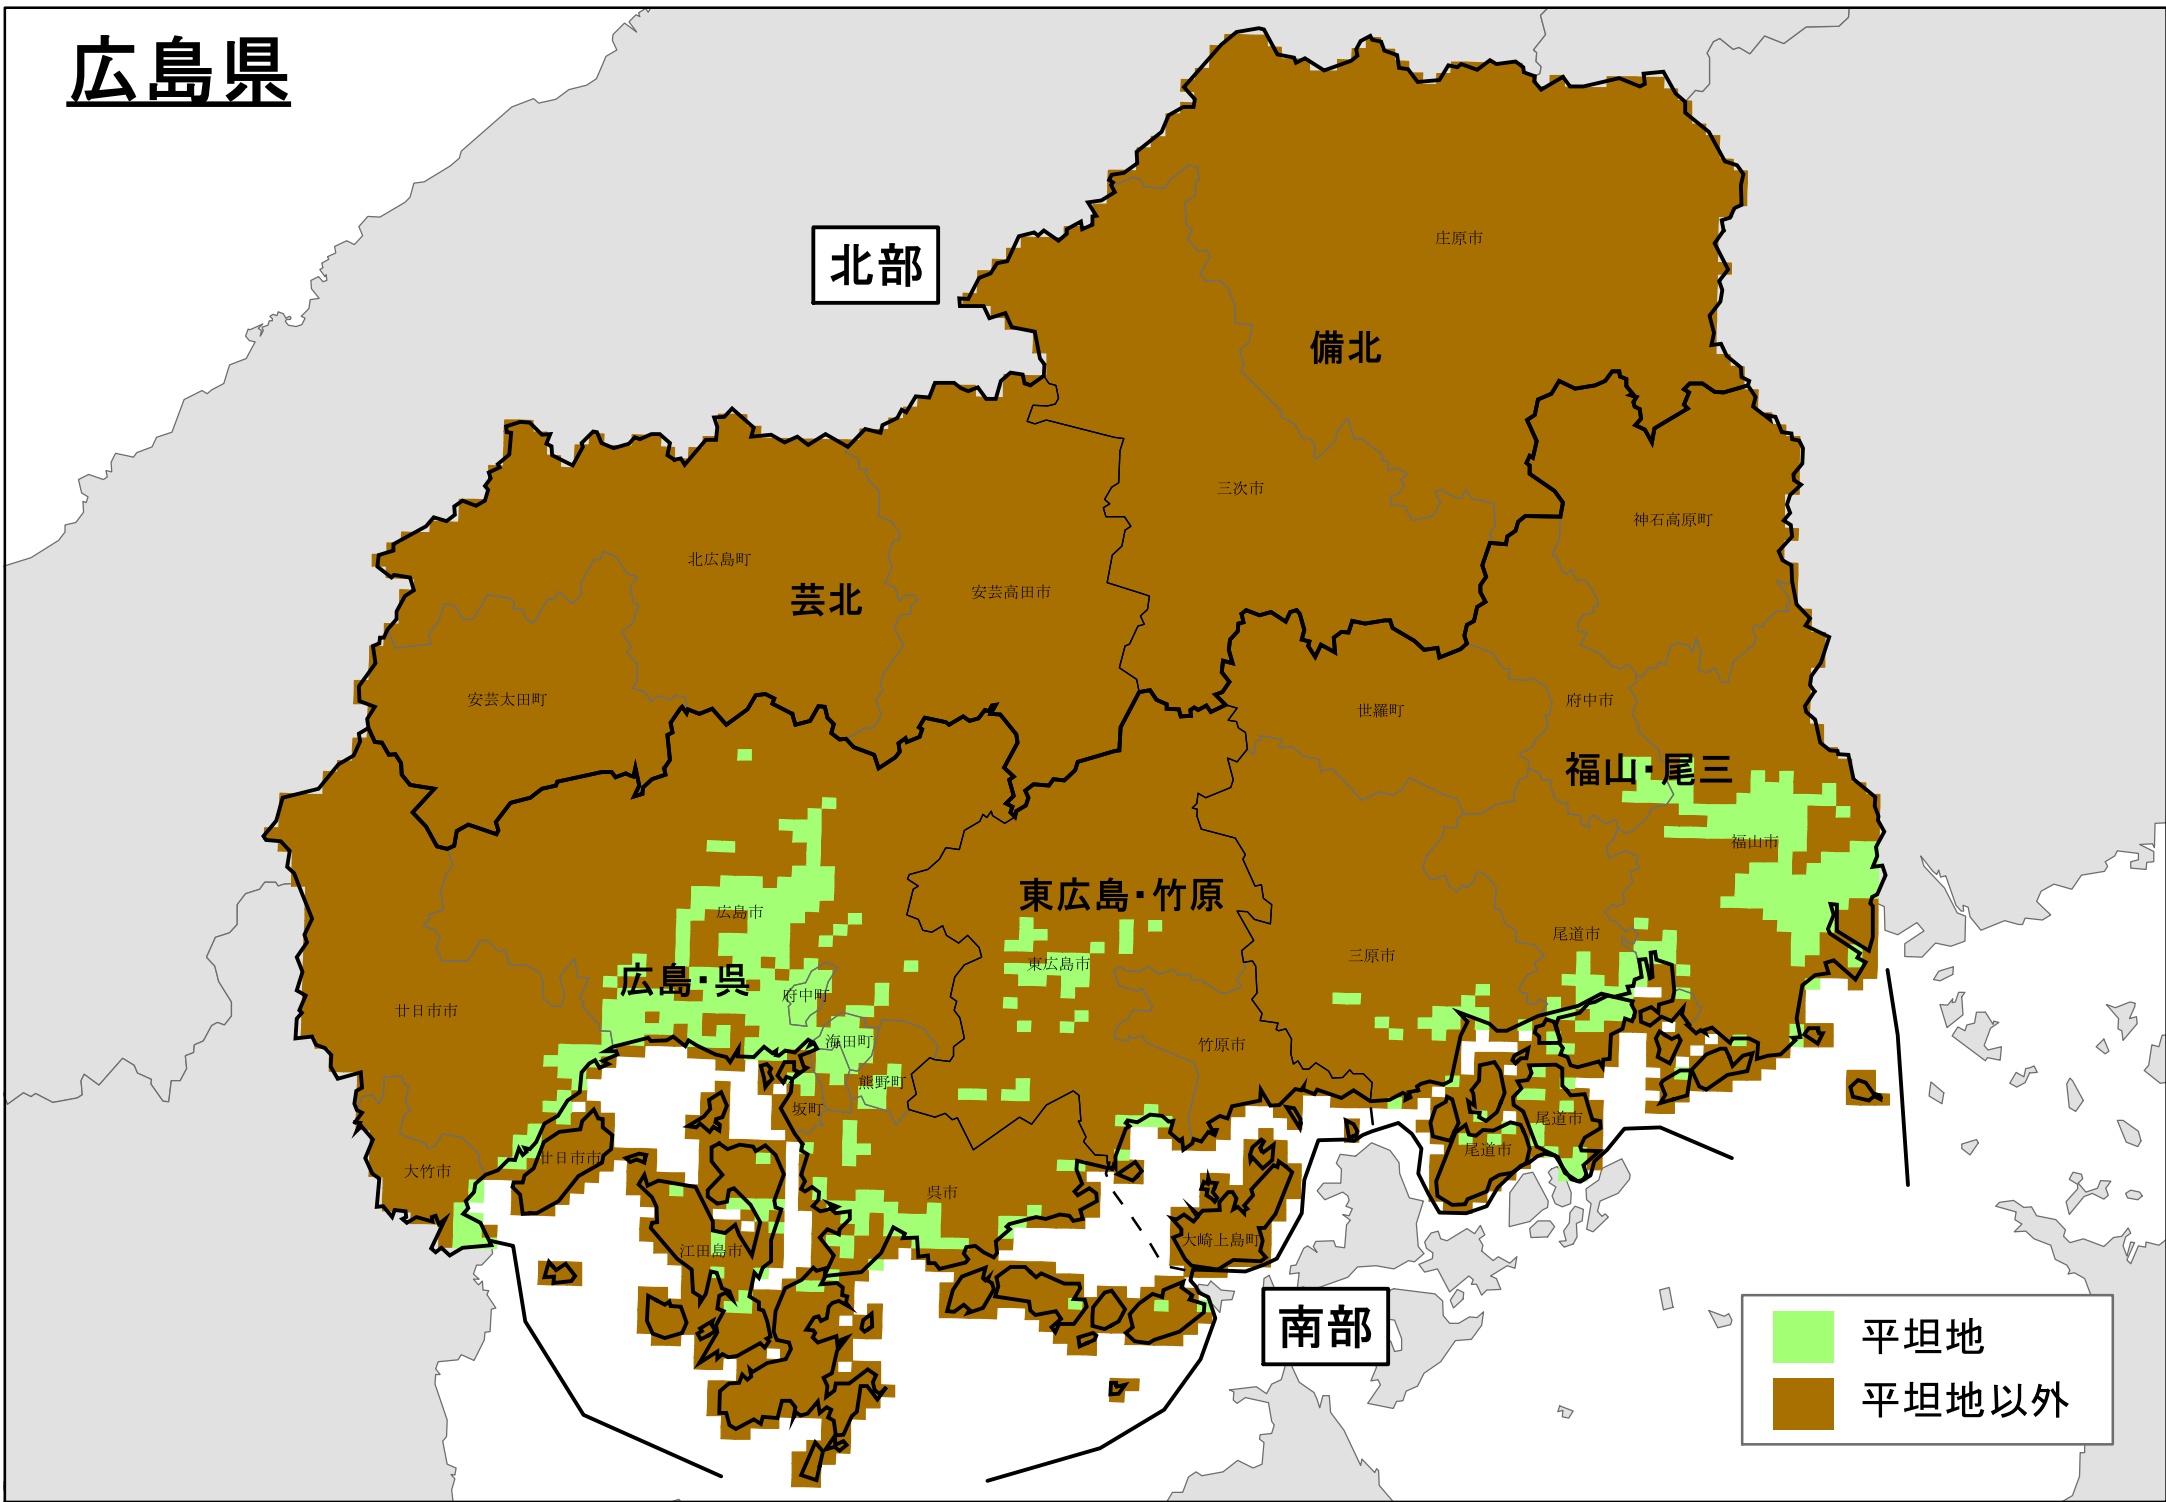 広島県
北部
庄原市
備北
三次市
神石高原町
北広島町
芸北
安芸高田市
安芸太田町
府中市
世羅町
福山・尾三
福山市
東広島・竹原
広島市
尾道市
三原市
東広島市
広島・呉
府中町
廿日市市
海田町
竹原市
熊野町
坂町
尾道市
尾道市
廿日市市
大竹市
呉市
江田島市
大崎上島町
南部
平坦地
平坦地以外